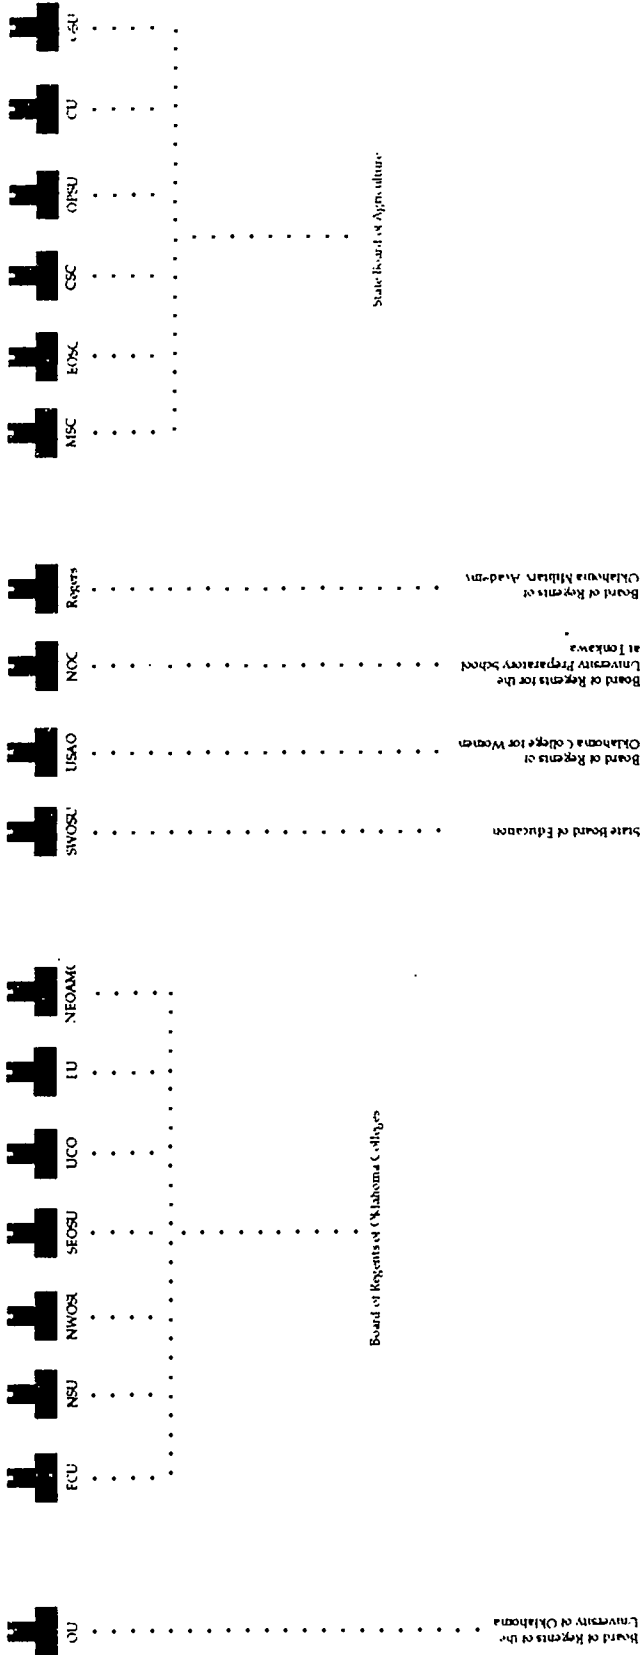 OU
ECU
NSU
NWOSU
SEOSU
UCO
LU
NEOAMC
SWOSU
USAO
NOC
Rogers
MSC
EOSC
CSC
OPSU
CU
OSU
Board of Regents of the
University of Oklahoma
Board of Regents of Oklahoma Colleges
State Board of Education
Board of Regents of
Oklahoma College for Women
Board of Regents for the
University Preparatory School
at Tonkawa
Board of Regents of
Oklahoma Military Academy
State Board of Agriculture